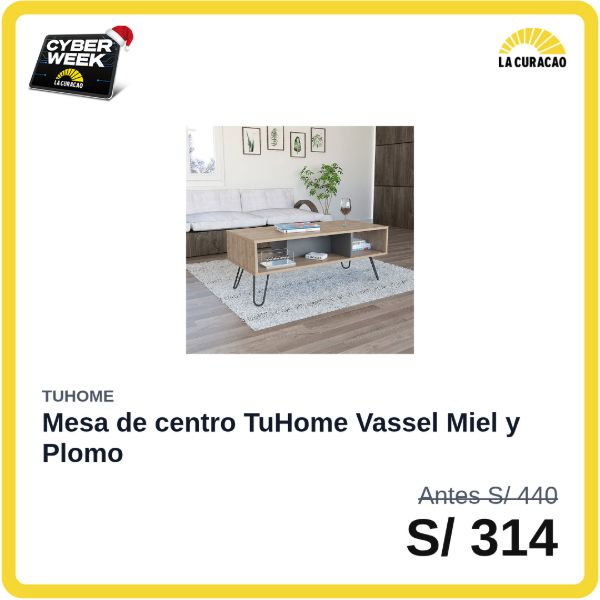 CYBER
WEEK
LA CURACAO
LA CURACAO
TUHOME
Mesa de centro TuHome Vassel Miel y
Plomo
Antes S/ 440
S/ 314